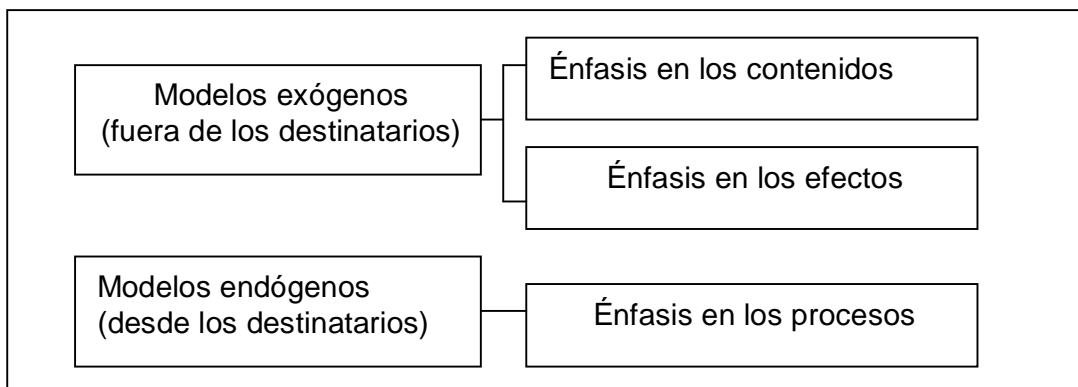 Modelos exógenos
(fuera de los destinatarios)
Énfasis en los contenidos
Énfasis en los efectos
Modelos endógenos
(desde los destinatarios)
Énfasis en los procesos